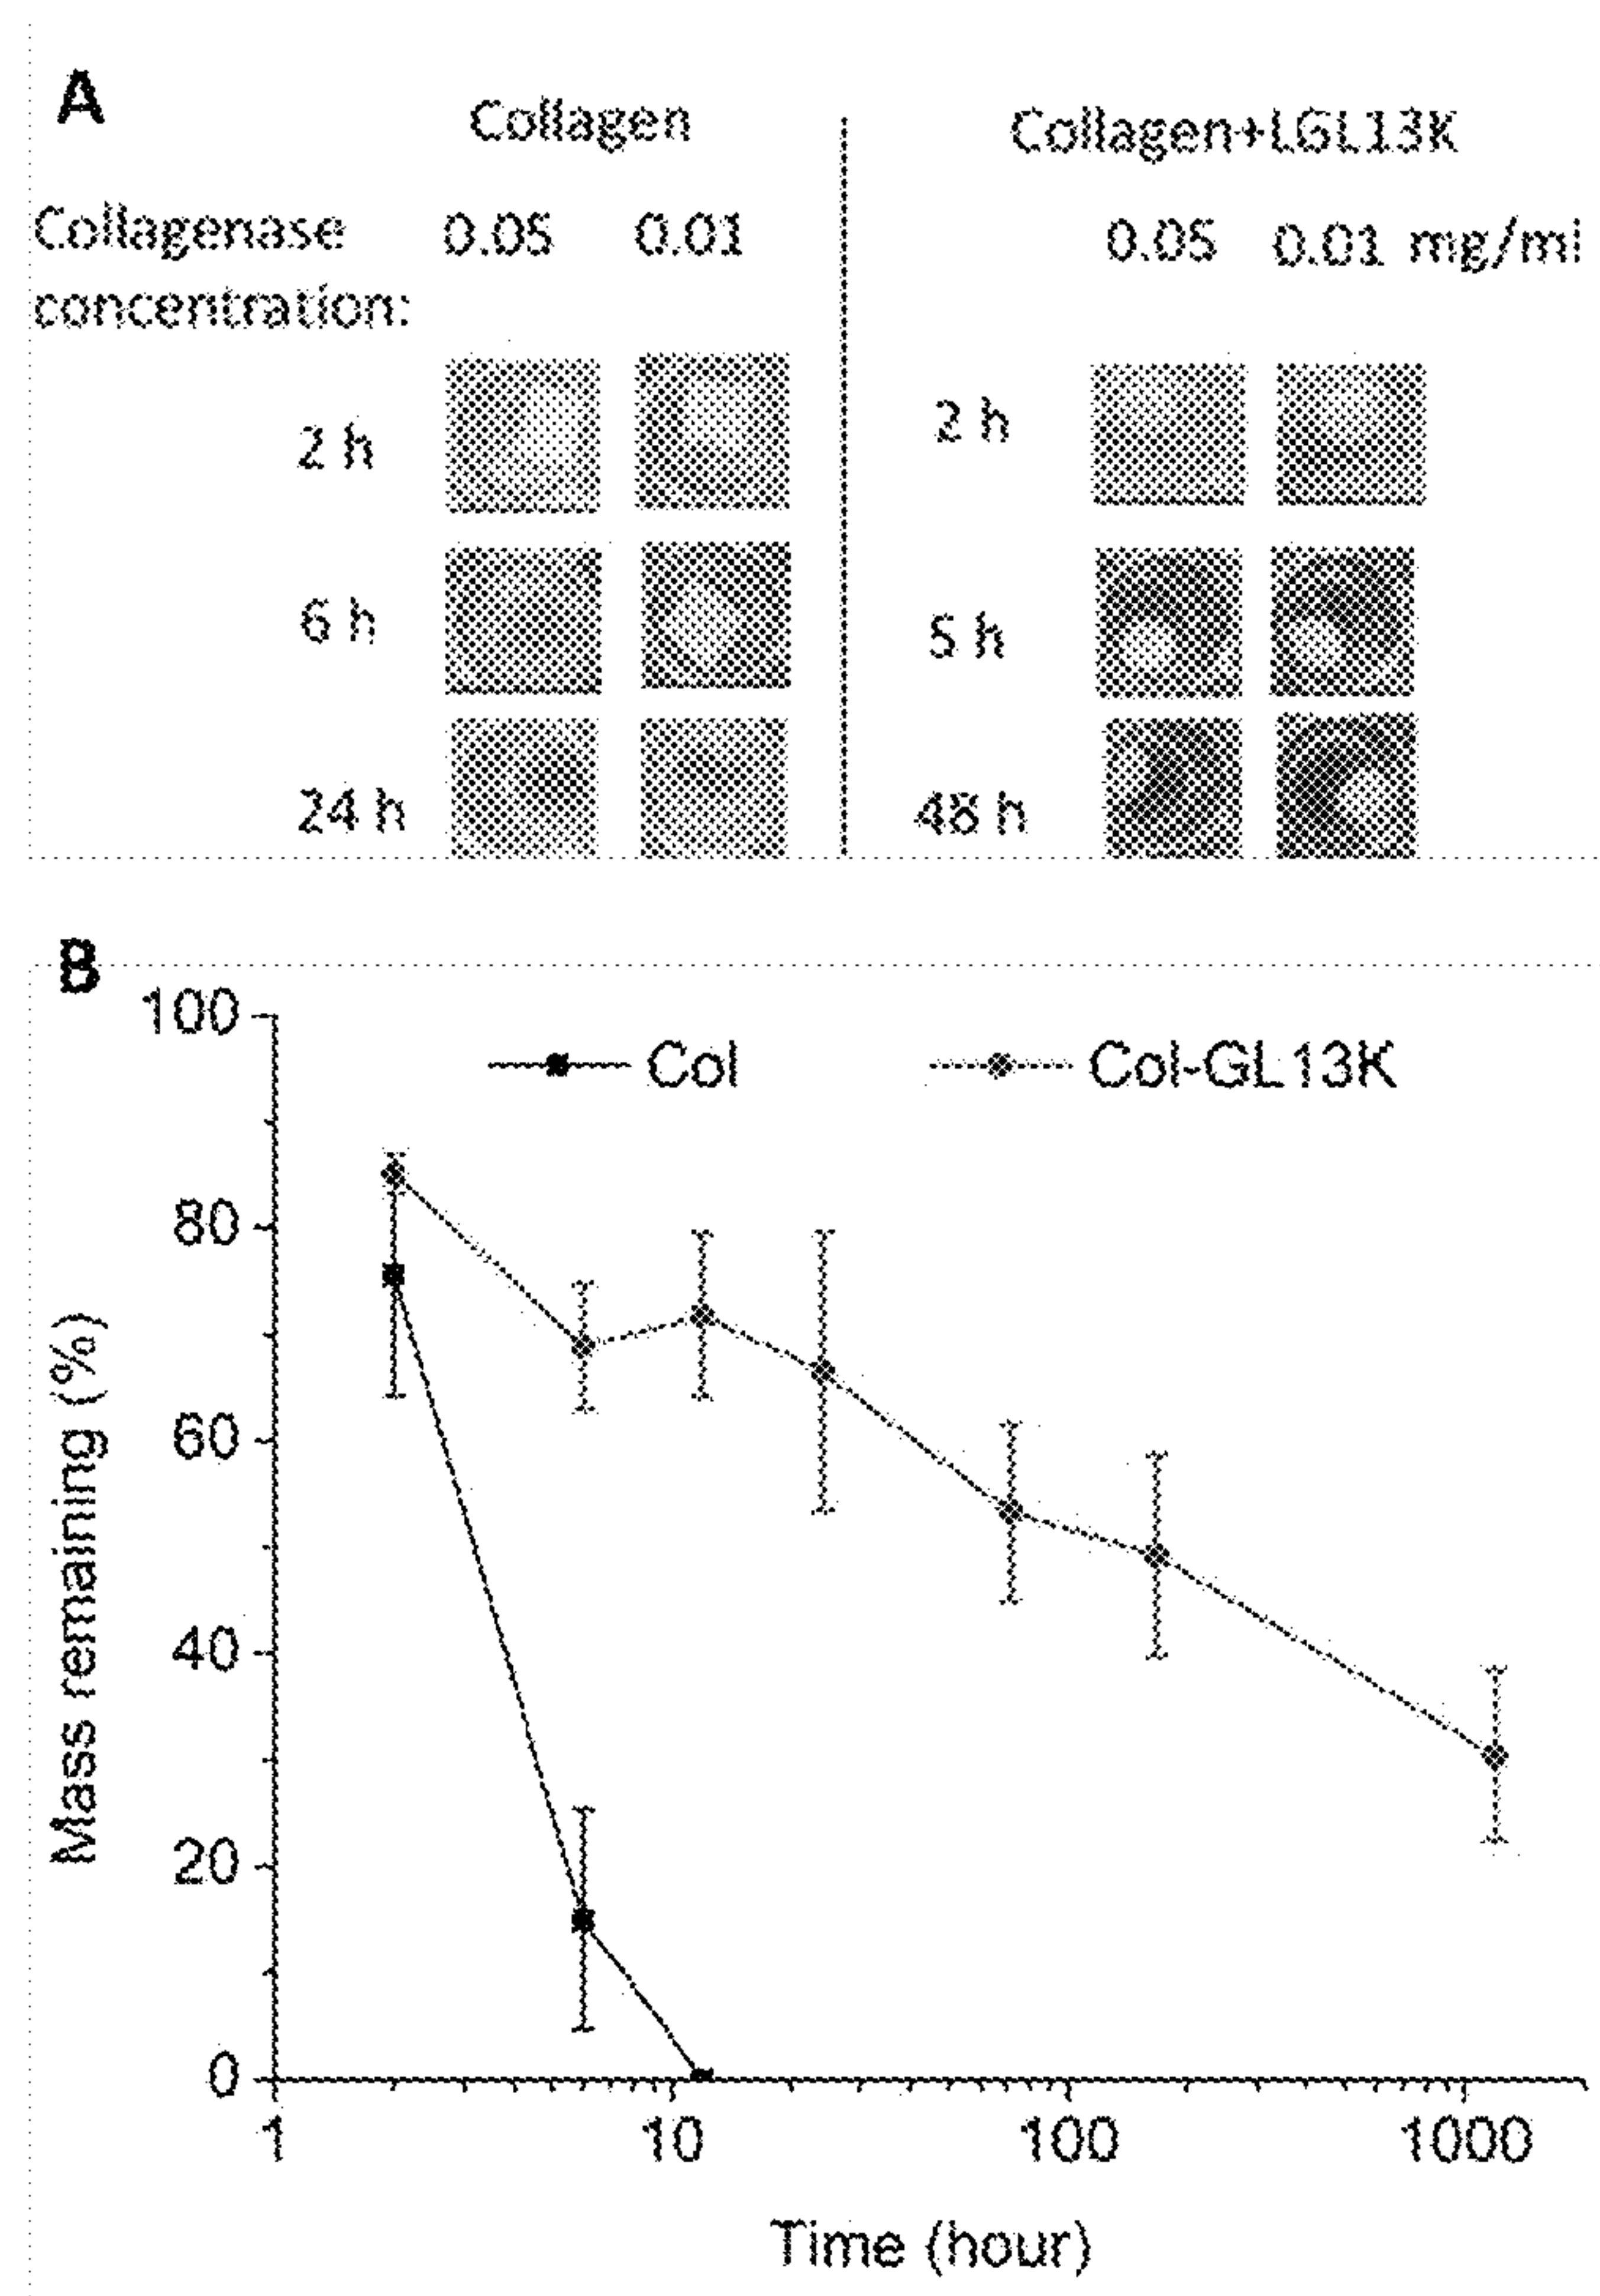 A
Collagen
Collagen+LGL13K
Collagenase 0.05 0.01
concentration:
0.05 0.01 mg/ml
2 h
2 h
6 h
5 h
24 h
48 h
B
Col
Col-GL13K
100
80
60
40
20
0
Mass remaining (%)
1 10 100 1000
Time (hour)